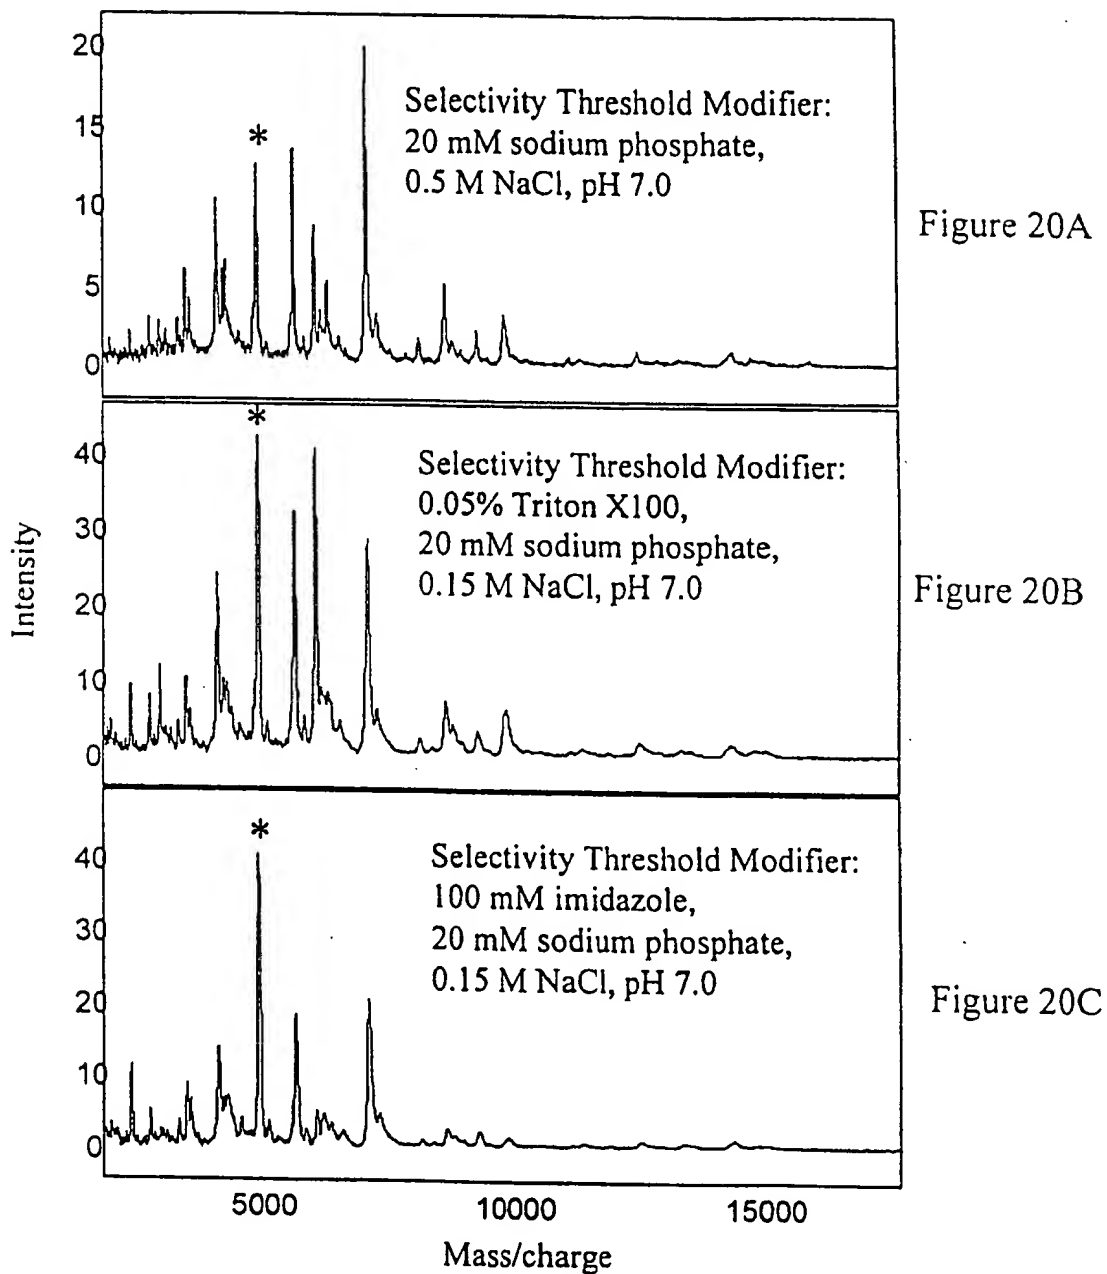 20
15
10
5
0
*
Selectivity Threshold Modifier:
20 mM sodium phosphate,
0.5 M NaCl, pH 7.0
Figure 20A
40
30
20
10
0
*
Selectivity Threshold Modifier:
0.05% Triton X100,
20 mM sodium phosphate,
0.15 M NaCl, pH 7.0
Figure 20B
Intensity
40
30
20
10
0
*
Selectivity Threshold Modifier:
100 mM imidazole,
20 mM sodium phosphate,
0.15 M NaCl, pH 7.0
Figure 20C
5000
10000
15000
Mass/charge